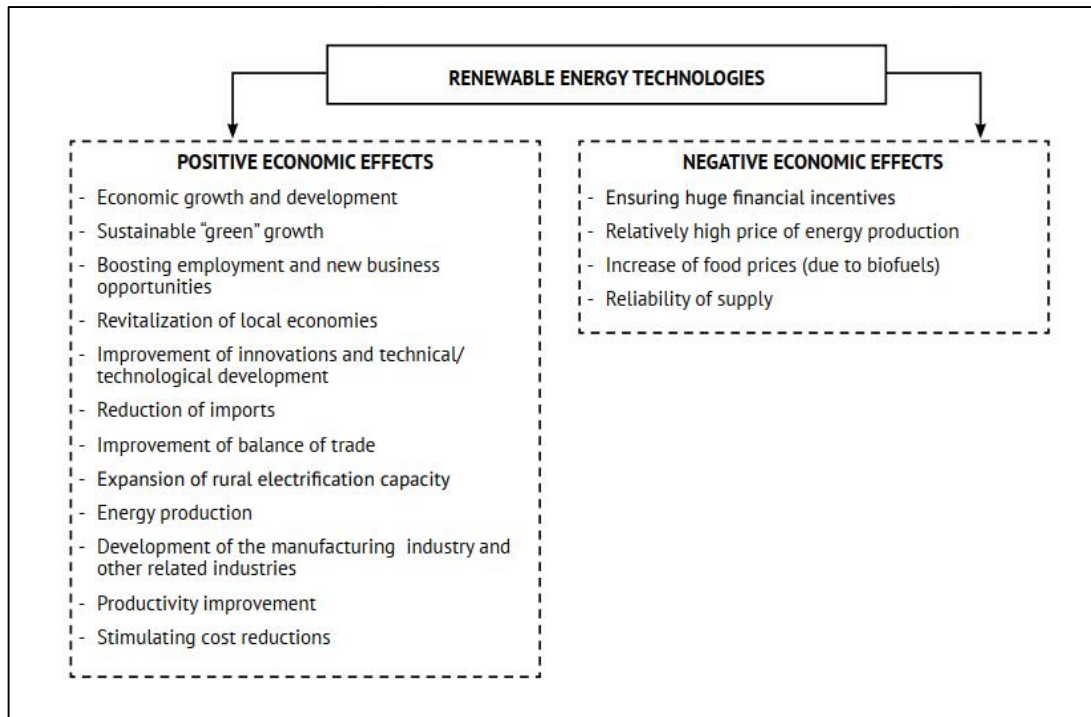 RENEWABLE ENERGY TECHNOLOGIES
POSITIVE ECONOMIC EFFECTS
- Economic growth and development
- Sustainable “green” growth
- Boosting employment and new business
opportunities
- Revitalization of local economies
- Improvement of innovations and technical/
technological development
- Reduction of imports
- Improvement of balance of trade
- Expansion of rural electrification capacity
- Energy production
- Development of the manufacturing industry and
other related industries
- Productivity improvement
- Stimulating cost reductions
NEGATIVE ECONOMIC EFFECTS
- Ensuring huge financial incentives
- Relatively high price of energy production
- Increase of food prices (due to biofuels)
- Reliability of supply